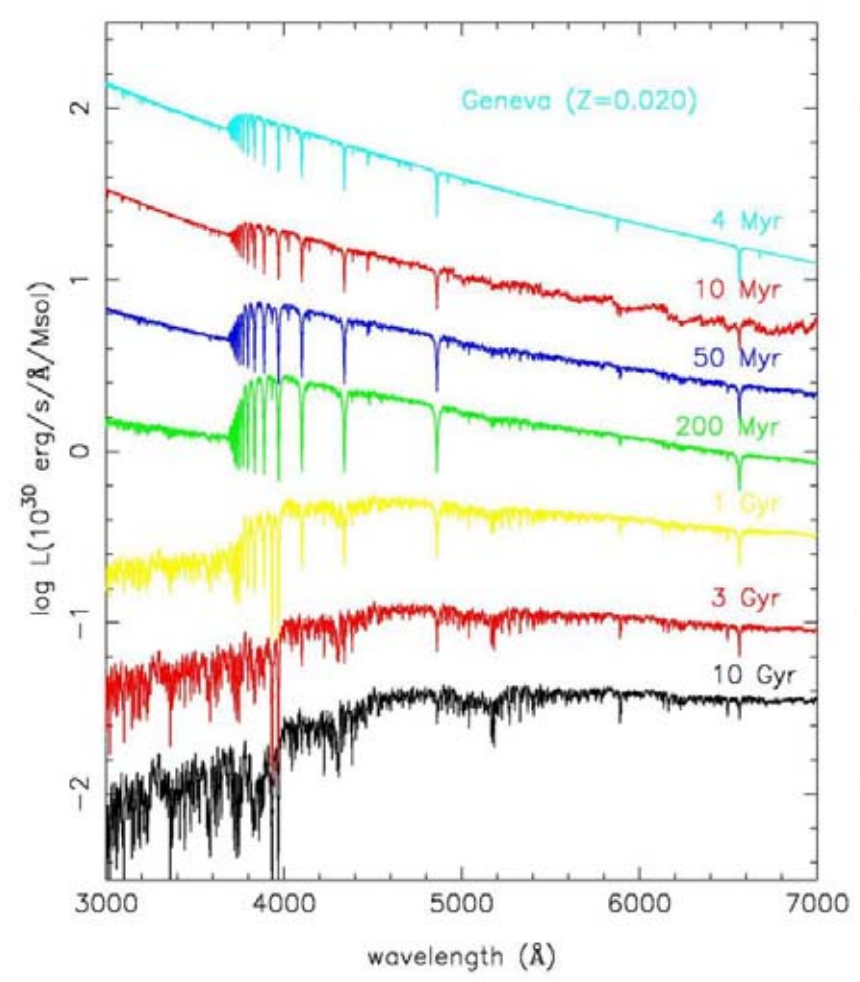 Geneva (Z=0.020)
2
4 Myr
1
10 Myr
50 Myr
200 Myr
0
1 Gyr
3 Gyr
−1
10 Gyr
−2
log L(10³⁰ erg/s/Å/Msol)
3000 4000 5000 6000 7000
wavelength (Å)